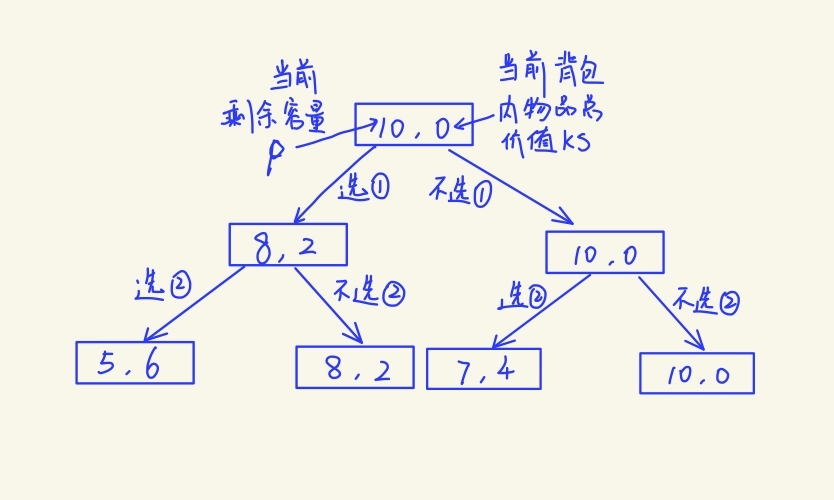 当前
剩余容量
p
当前背包
内物品总
价值ks
10,0
选①
不选①
8,2
10.0
选②
不选②
选②
不选②
5.6
8,2
7,4
10.0